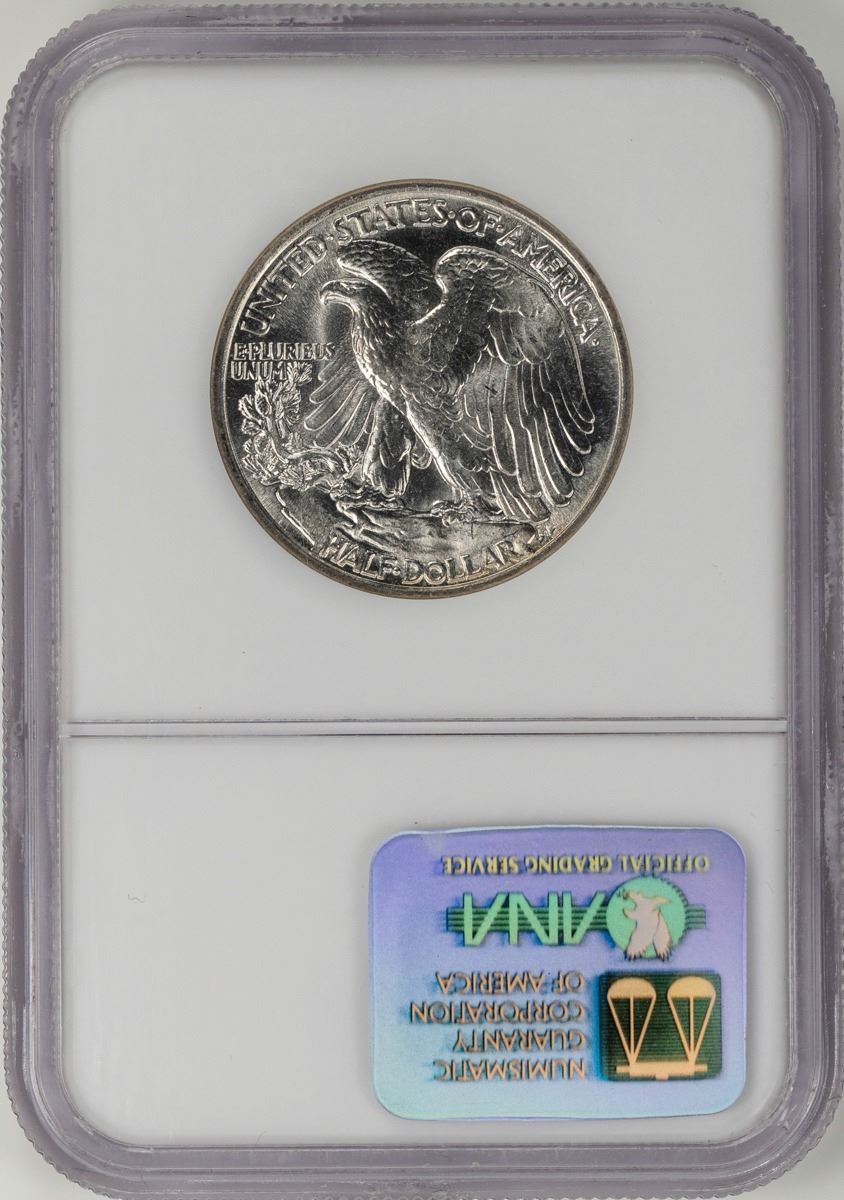 UNITED·STATES·OF·AMERICA·
E·PLURIBUS
UNUM
HALF·DOLLAR
NUMISMATIC
GUARANTY
CORPORATION
OF AMERICA
ANA
OFFICIAL GRADING SERVICE